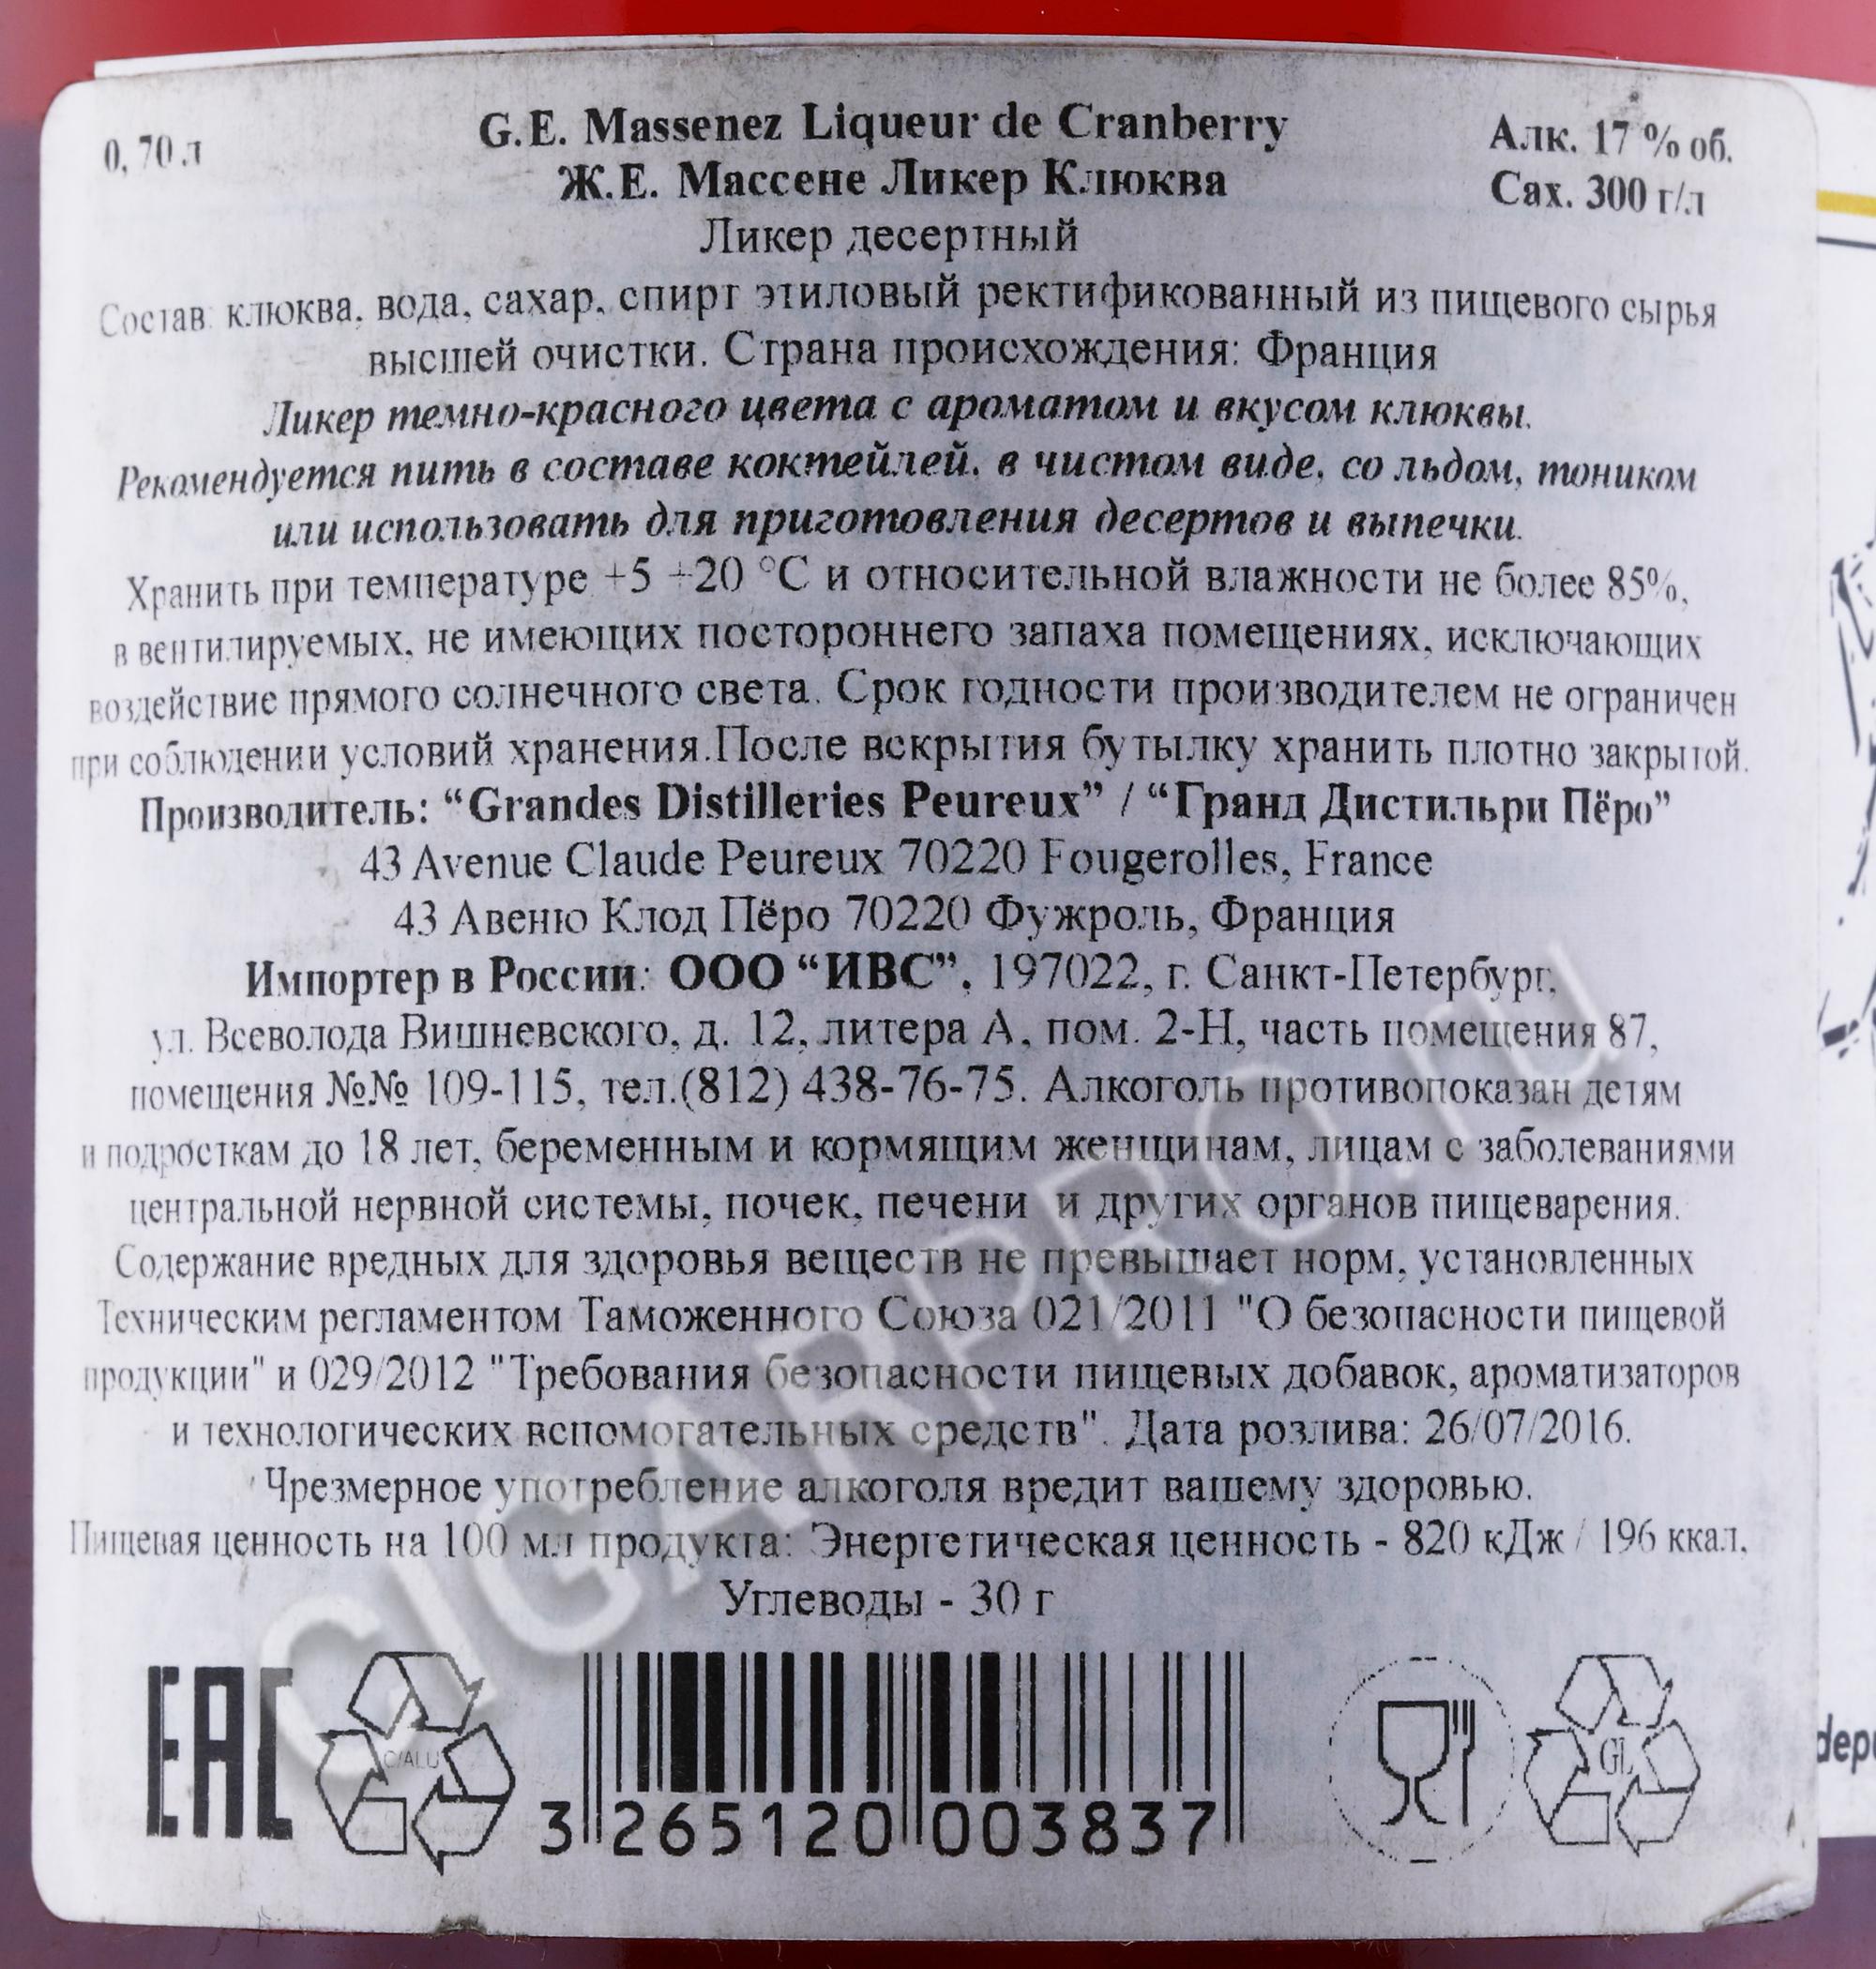 0,70 л
G.E. Massenez Liqueur de Cranberry
Алк. 17 % об.
Ж.Е. Массене Ликер Клюква
Сах. 300 г/л
Ликер десертный
Состав: клюква, вода, сахар, спирт этиловый ректификованный из пищевого сырья
высшей очистки. Страна происхождения: Франция
Ликер темно-красного цвета с ароматом и вкусом клюквы.
Рекомендуется пить в составе коктейлей, в чистом виде, со льдом, тоником
или использовать для приготовления десертов и выпечки.
Хранить при температуре +5 +20 °С и относительной влажности не более 85%,
в вентилируемых, не имеющих постороннего запаха помещениях, исключающих
воздействие прямого солнечного света. Срок годности производителем не ограничен
при соблюдении условий хранения.После вскрытия бутылку хранить плотно закрытой.
Производитель: “Grandes Distilleries Peureux” / “Гранд Дистильри Пёро”
43 Avenue Claude Peureux 70220 Fougerolles, France
43 Авеню Клод Пёро 70220 Фужроль, Франция
Импортер в России: ООО “ИВС”, 197022, г. Санкт-Петербург,
ул. Всеволода Вишневского, д. 12, литера А, пом. 2-Н, часть помещения 87,
помещения №№ 109-115, тел.(812) 438-76-75. Алкоголь противопоказан детям
и подросткам до 18 лет, беременным и кормящим женщинам, лицам с заболеваниями
центральной нервной системы, почек, печени и других органов пищеварения.
Содержание вредных для здоровья веществ не превышает норм, установленных
Техническим регламентом Таможенного Союза 021/2011 "О безопасности пищевой
продукции" и 029/2012 "Требования безопасности пищевых добавок, ароматизаторов
и технологических вспомогательных средств". Дата розлива: 26/07/2016.
Чрезмерное употребление алкоголя вредит вашему здоровью.
Пищевая ценность на 100 мл продукта: Энергетическая ценность - 820 кДж / 196 ккал,
Углеводы - 30 г
EAC
C/ALU
3 265120 003837
GL
CIGARPRO.ru